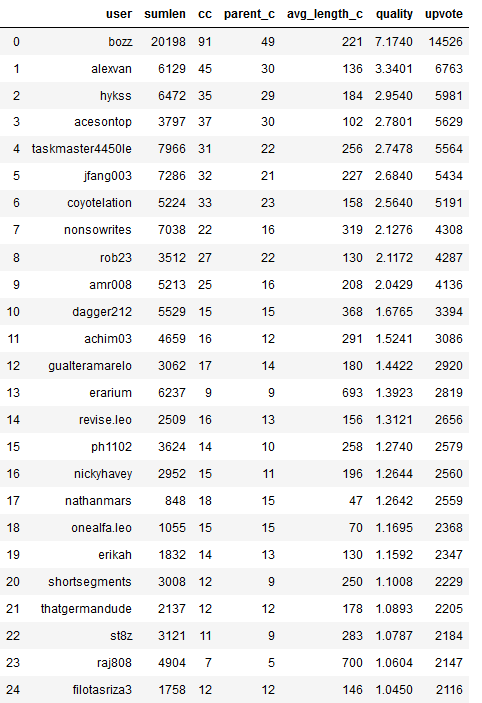 user sumlen cc parent_c avg_length_c quality upvote
0 bozz 20198 91 49 221 7.1740 14526
1 alexvan 6129 45 30 136 3.3401 6763
2 hykss 6472 35 29 184 2.9540 5981
3 acesontop 3797 37 30 102 2.7801 5629
4 taskmaster4450le 7966 31 22 256 2.7478 5564
5 jfang003 7286 32 21 227 2.6840 5434
6 coyotelation 5224 33 23 158 2.5640 5191
7 nonsowrites 7038 22 16 319 2.1276 4308
8 rob23 3512 27 22 130 2.1172 4287
9 amr008 5213 25 16 208 2.0429 4136
10 dagger212 5529 15 15 368 1.6765 3394
11 achim03 4659 16 12 291 1.5241 3086
12 gualteramarelo 3062 17 14 180 1.4422 2920
13 erarium 6237 9 9 693 1.3923 2819
14 revise.leo 2509 16 13 156 1.3121 2656
15 ph1102 3624 14 10 258 1.2740 2579
16 nickyhavey 2952 15 11 196 1.2644 2560
17 nathanmars 848 18 15 47 1.2642 2559
18 onealfa.leo 1055 15 15 70 1.1695 2368
19 erikah 1832 14 13 130 1.1592 2347
20 shortsegments 3008 12 9 250 1.1008 2229
21 thatgermandude 2137 12 12 178 1.0893 2205
22 st8z 3121 11 9 283 1.0787 2184
23 raj808 4904 7 5 700 1.0604 2147
24 filotasriza3 1758 12 12 146 1.0450 2116